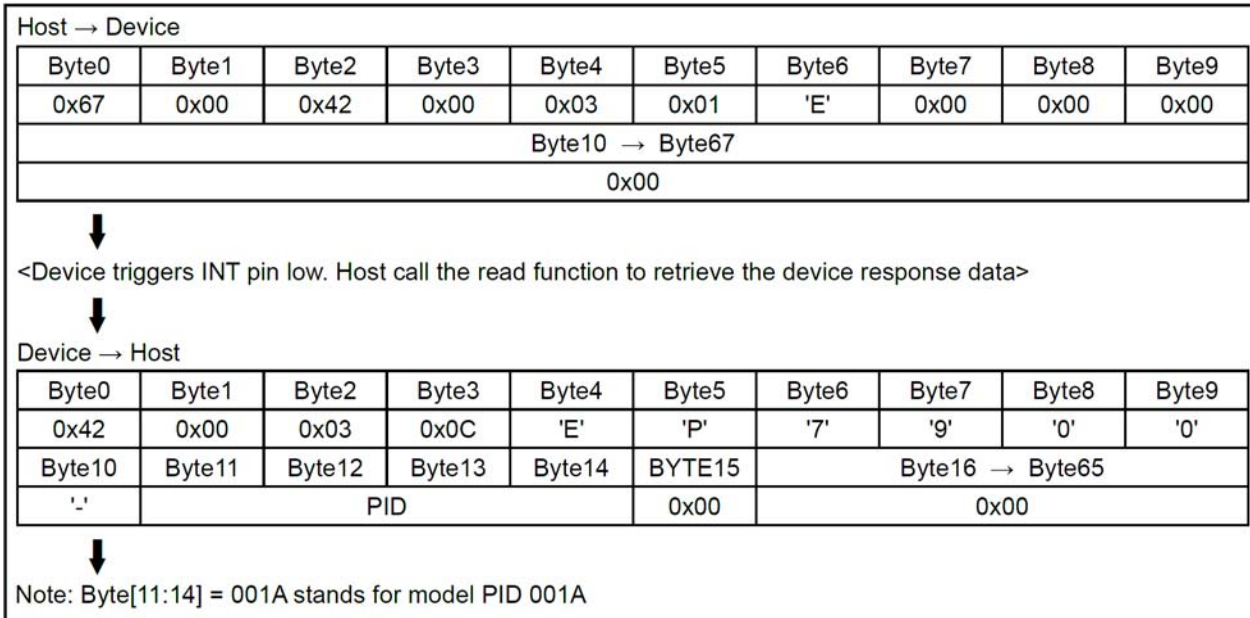 Host → Device
Byte0 Byte1 Byte2 Byte3 Byte4 Byte5 Byte6 Byte7 Byte8 Byte9
0x67 0x00 0x42 0x00 0x03 0x01 'E' 0x00 0x00 0x00
Byte10 → Byte67
0x00
<Device triggers INT pin low. Host call the read function to retrieve the device response data>
Device → Host
Byte0 Byte1 Byte2 Byte3 Byte4 Byte5 Byte6 Byte7 Byte8 Byte9
0x42 0x00 0x03 0x0C 'E' 'P' '7' '9' '0' '0'
Byte10 Byte11 Byte12 Byte13 Byte14 BYTE15 Byte16 → Byte65
'-' PID 0x00 0x00
Note: Byte[11:14] = 001A stands for model PID 001A